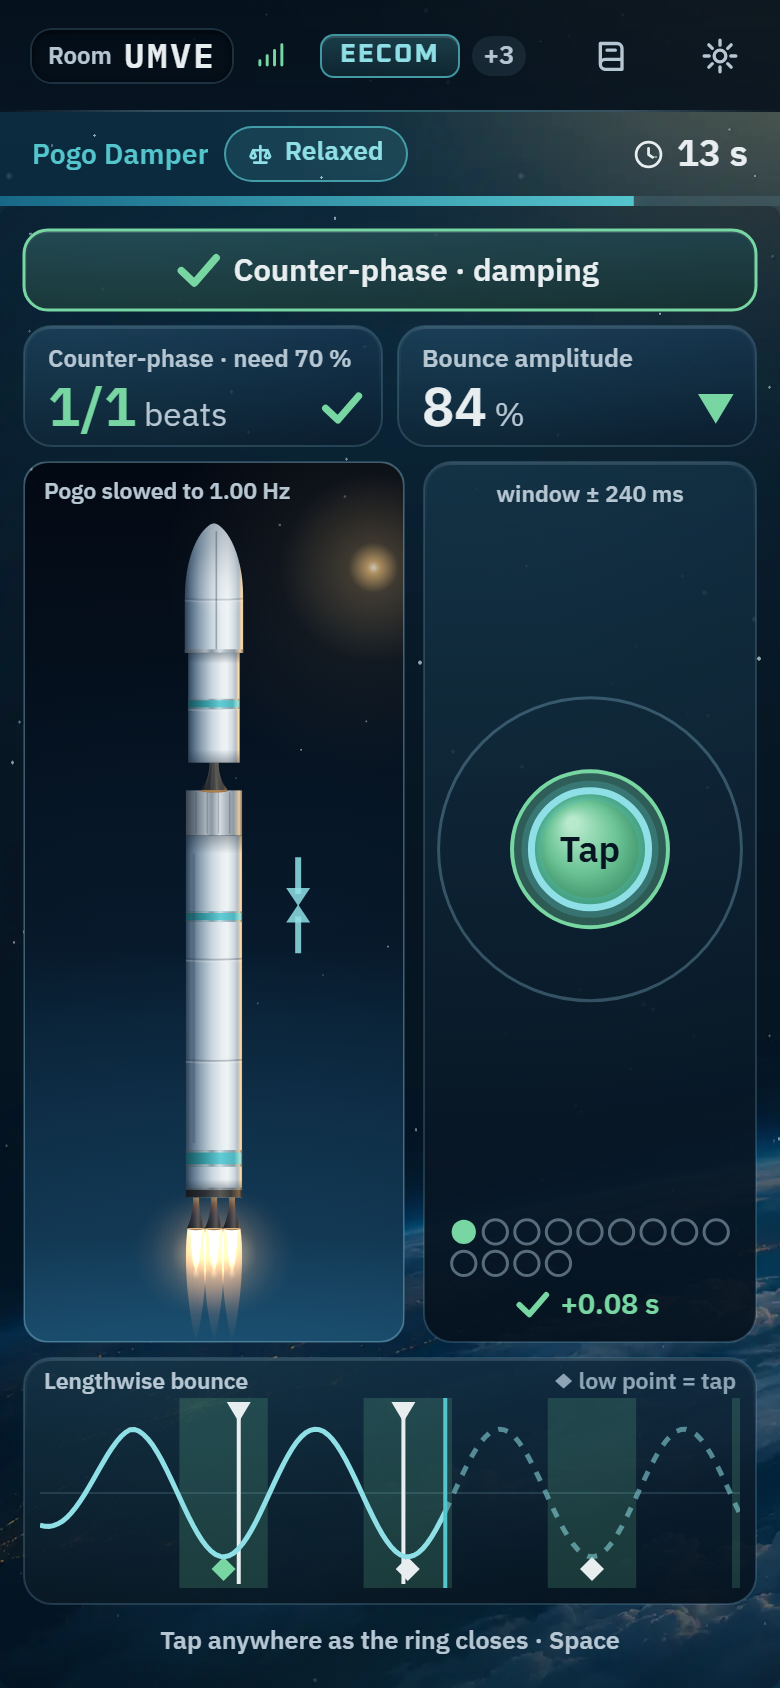 Room UMVE EECOM +3
Pogo Damper Relaxed 13 s
Counter-phase · damping
Counter-phase · need 70 %
1/1 beats
Bounce amplitude
84 %
Pogo slowed to 1.00 Hz
window ± 240 ms
Tap
+0.08 s
Lengthwise bounce
low point = tap
Tap anywhere as the ring closes · Space